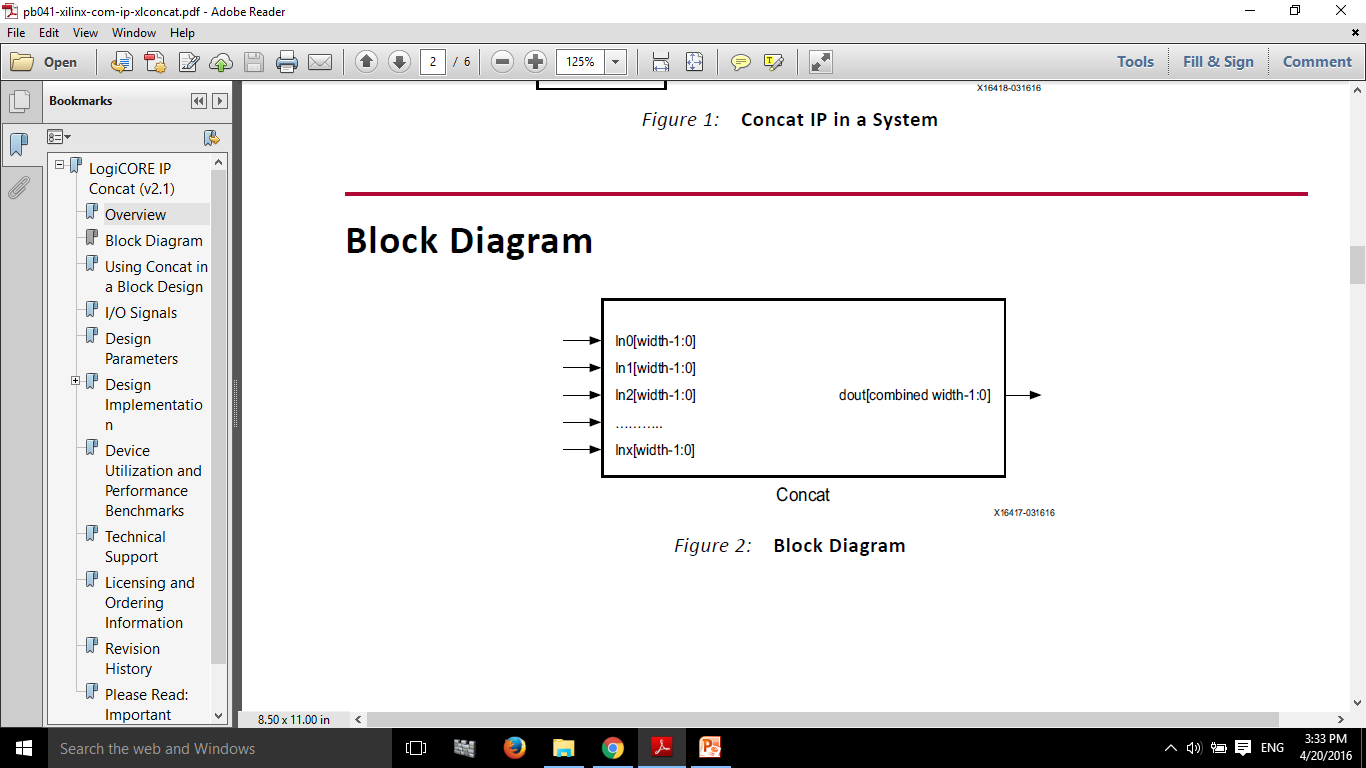 pb041-xilinx-com-ip-xlconcat.pdf - Adobe Reader
File Edit View Window Help
Open 2 / 6 125% Tools Fill & Sign Comment
Bookmarks
LogiCORE IP
Concat (v2.1)
Overview
Block Diagram
Using Concat in
a Block Design
I/O Signals
Design
Parameters
Design
Implementatio
n
Device
Utilization and
Performance
Benchmarks
Technical
Support
Licensing and
Ordering
Information
Revision
History
Please Read:
Important
X16418-031616
Figure 1: Concat IP in a System
Block Diagram
In0[width-1:0]
In1[width-1:0]
In2[width-1:0] dout[combined width-1:0]
...........
Inx[width-1:0]
Concat
X16417-031616
Figure 2: Block Diagram
8.50 x 11.00 in
Search the web and Windows
ENG
3:33 PM
4/20/2016